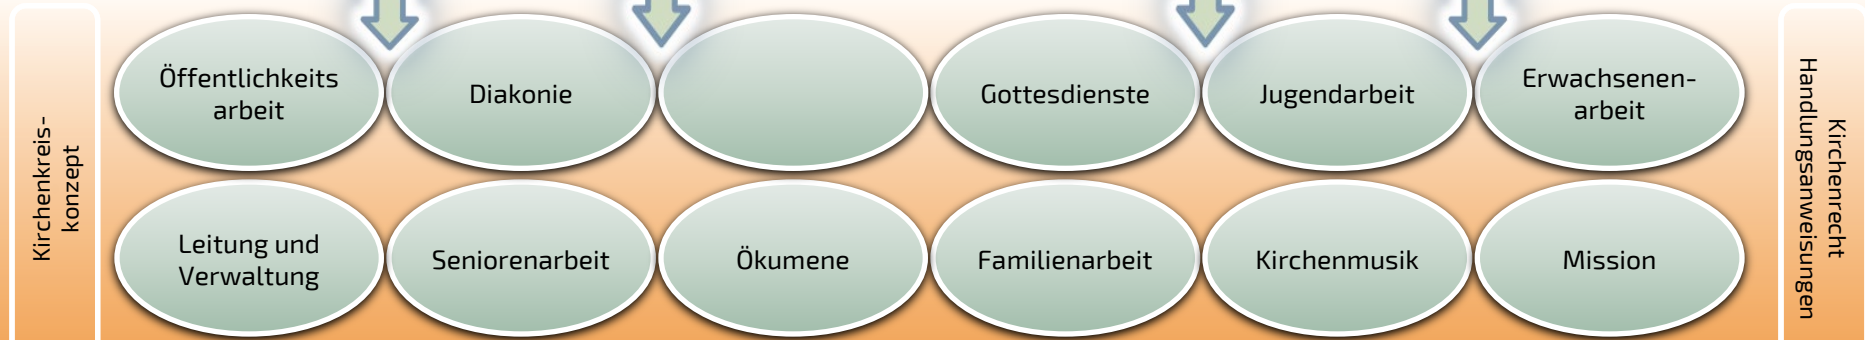 Kirchenkreis-
konzept
Öffentlichkeits
arbeit
Diakonie
Gottesdienste
Jugendarbeit
Erwachsenen-
arbeit
Leitung und
Verwaltung
Seniorenarbeit
Ökumene
Familienarbeit
Kirchenmusik
Mission
Kirchenrecht
Handlungsanweisungen